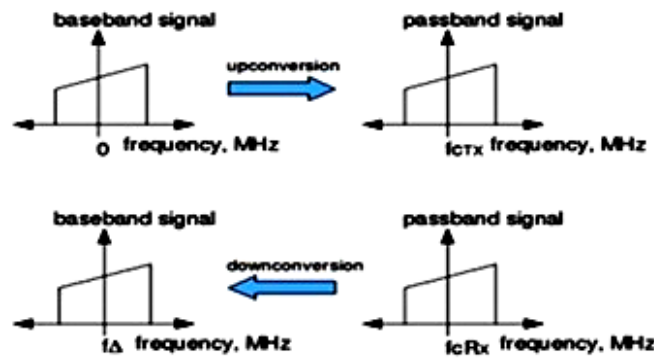 baseband signal
passband signal
upconversion
0 frequency, MHz
fCTX frequency, MHz
baseband signal
passband signal
downconversion
fΔ frequency, MHz
fCRX frequency, MHz